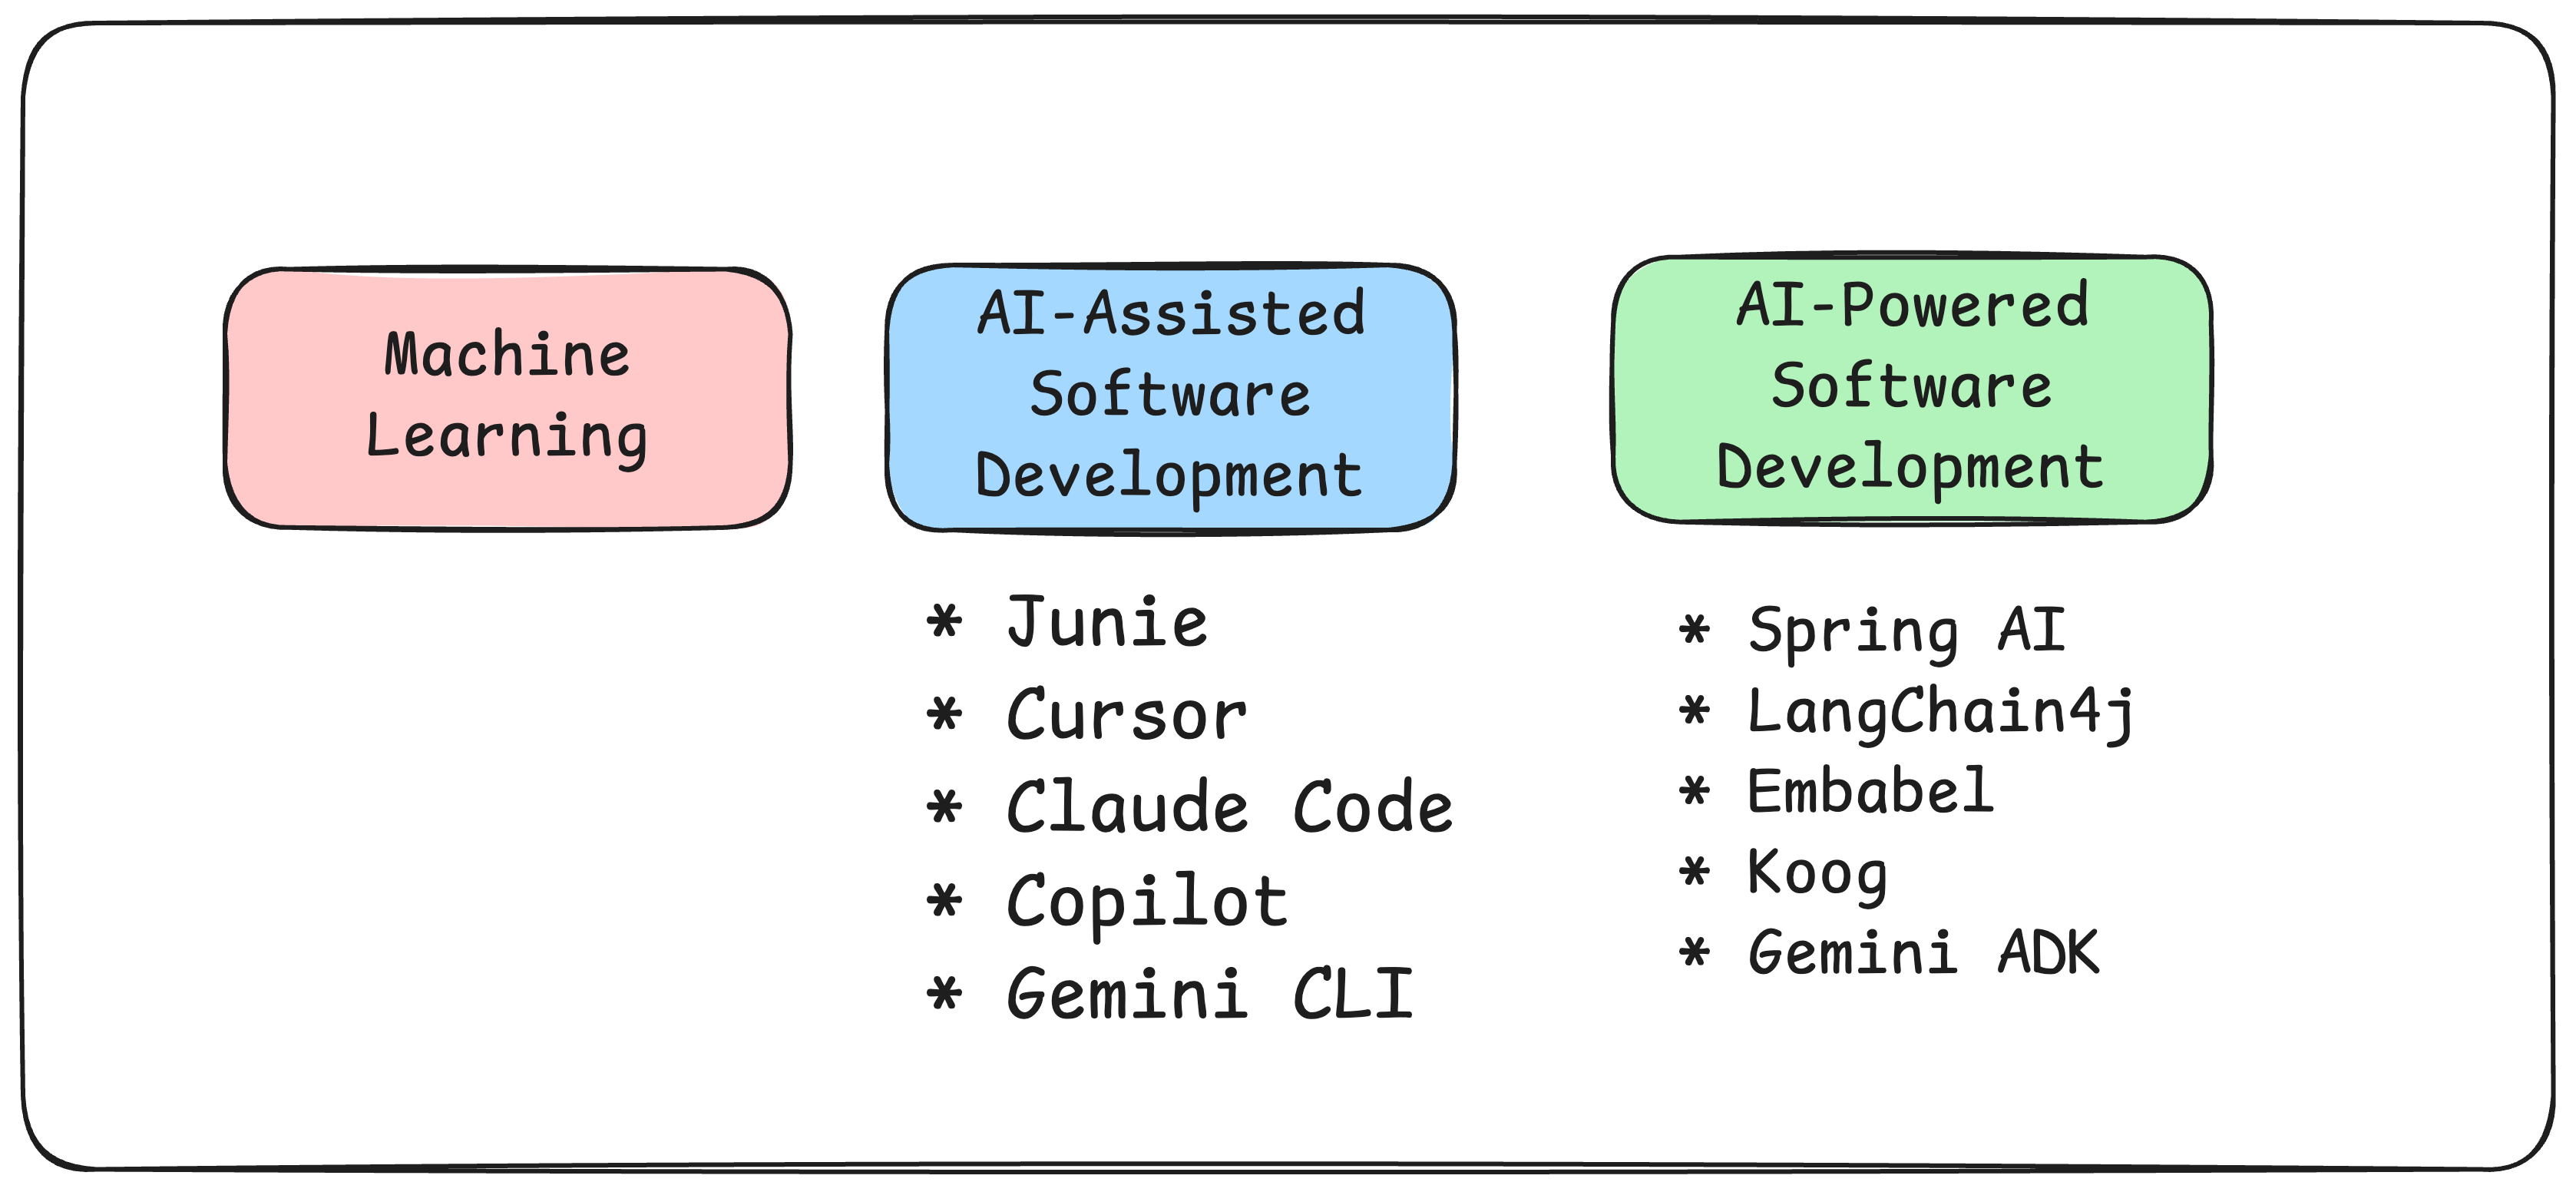 Machine
Learning
AI-Assisted
Software
Development
* Junie
* Cursor
* Claude Code
* Copilot
* Gemini CLI
AI-Powered
Software
Development
* Spring AI
* LangChain4j
* Embabel
* Koog
* Gemini ADK